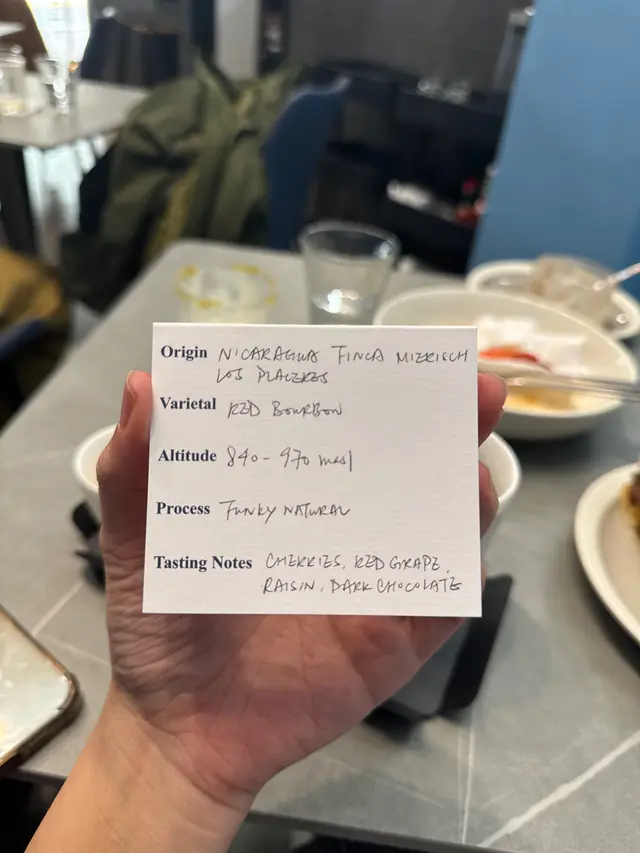 Origin NICARAGUA FINCA MIERISCH
LOS PLACERES
Varietal RED BOURBON
Altitude 840 - 970 masl
Process FUNKY NATURAL
Tasting Notes CHERRIES, RED GRAPE,
RAISIN, DARK CHOCOLATE